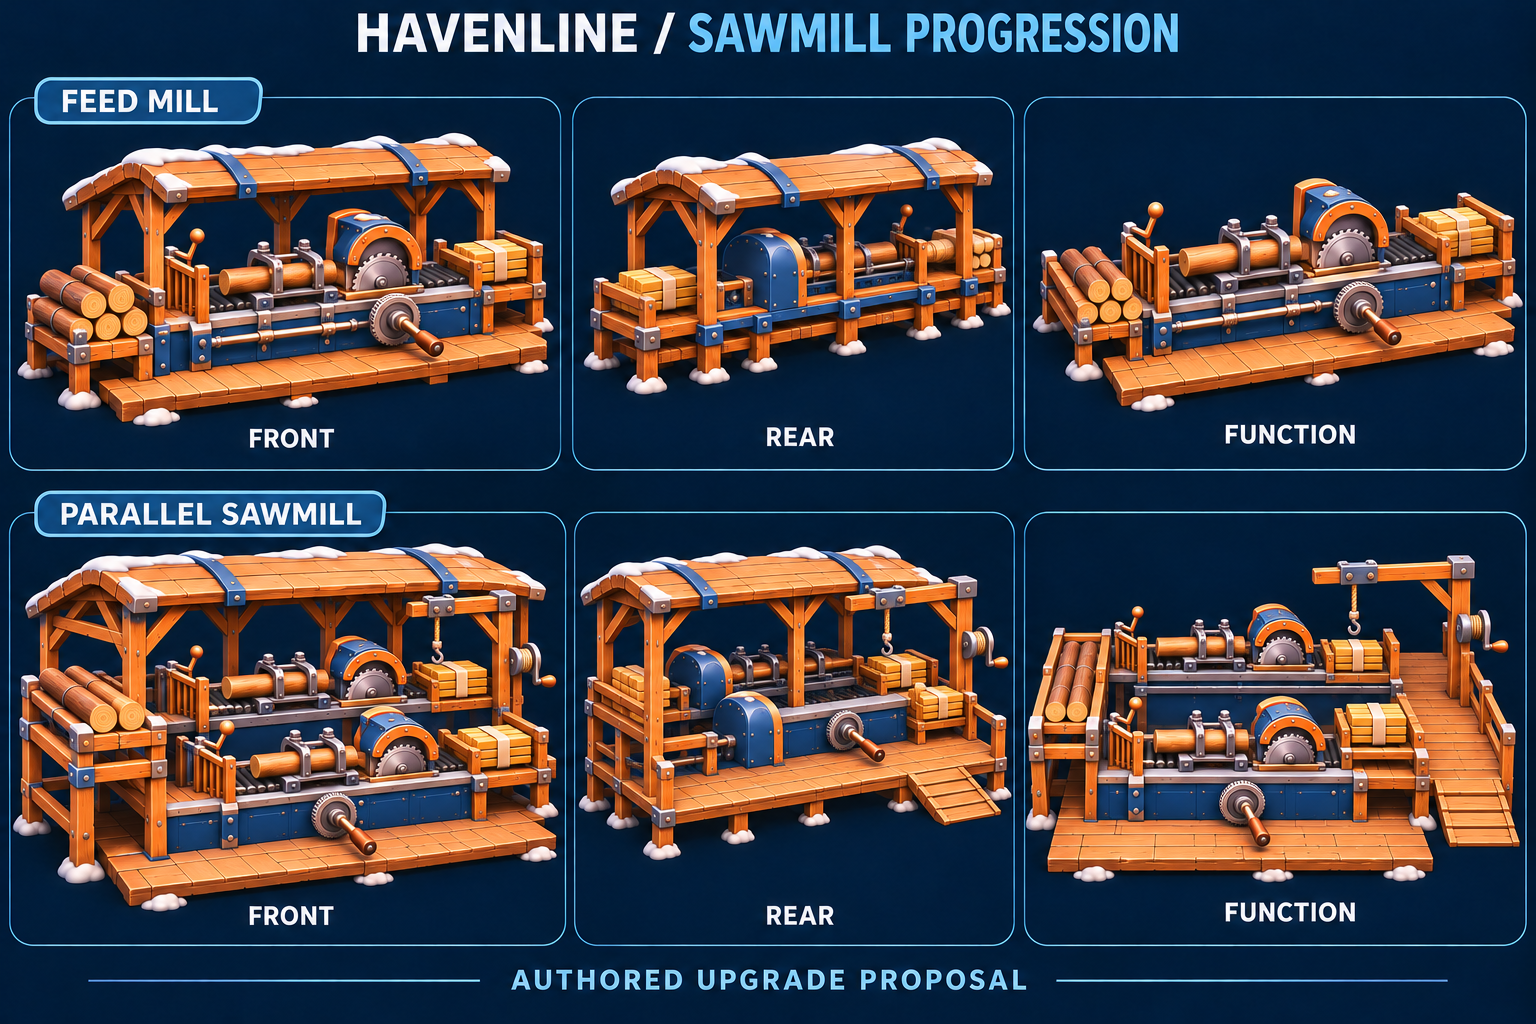 HAVENLINE / SAWMILL PROGRESSION
FEED MILL
FRONT
REAR
FUNCTION
PARALLEL SAWMILL
FRONT
REAR
FUNCTION
AUTHORED UPGRADE PROPOSAL